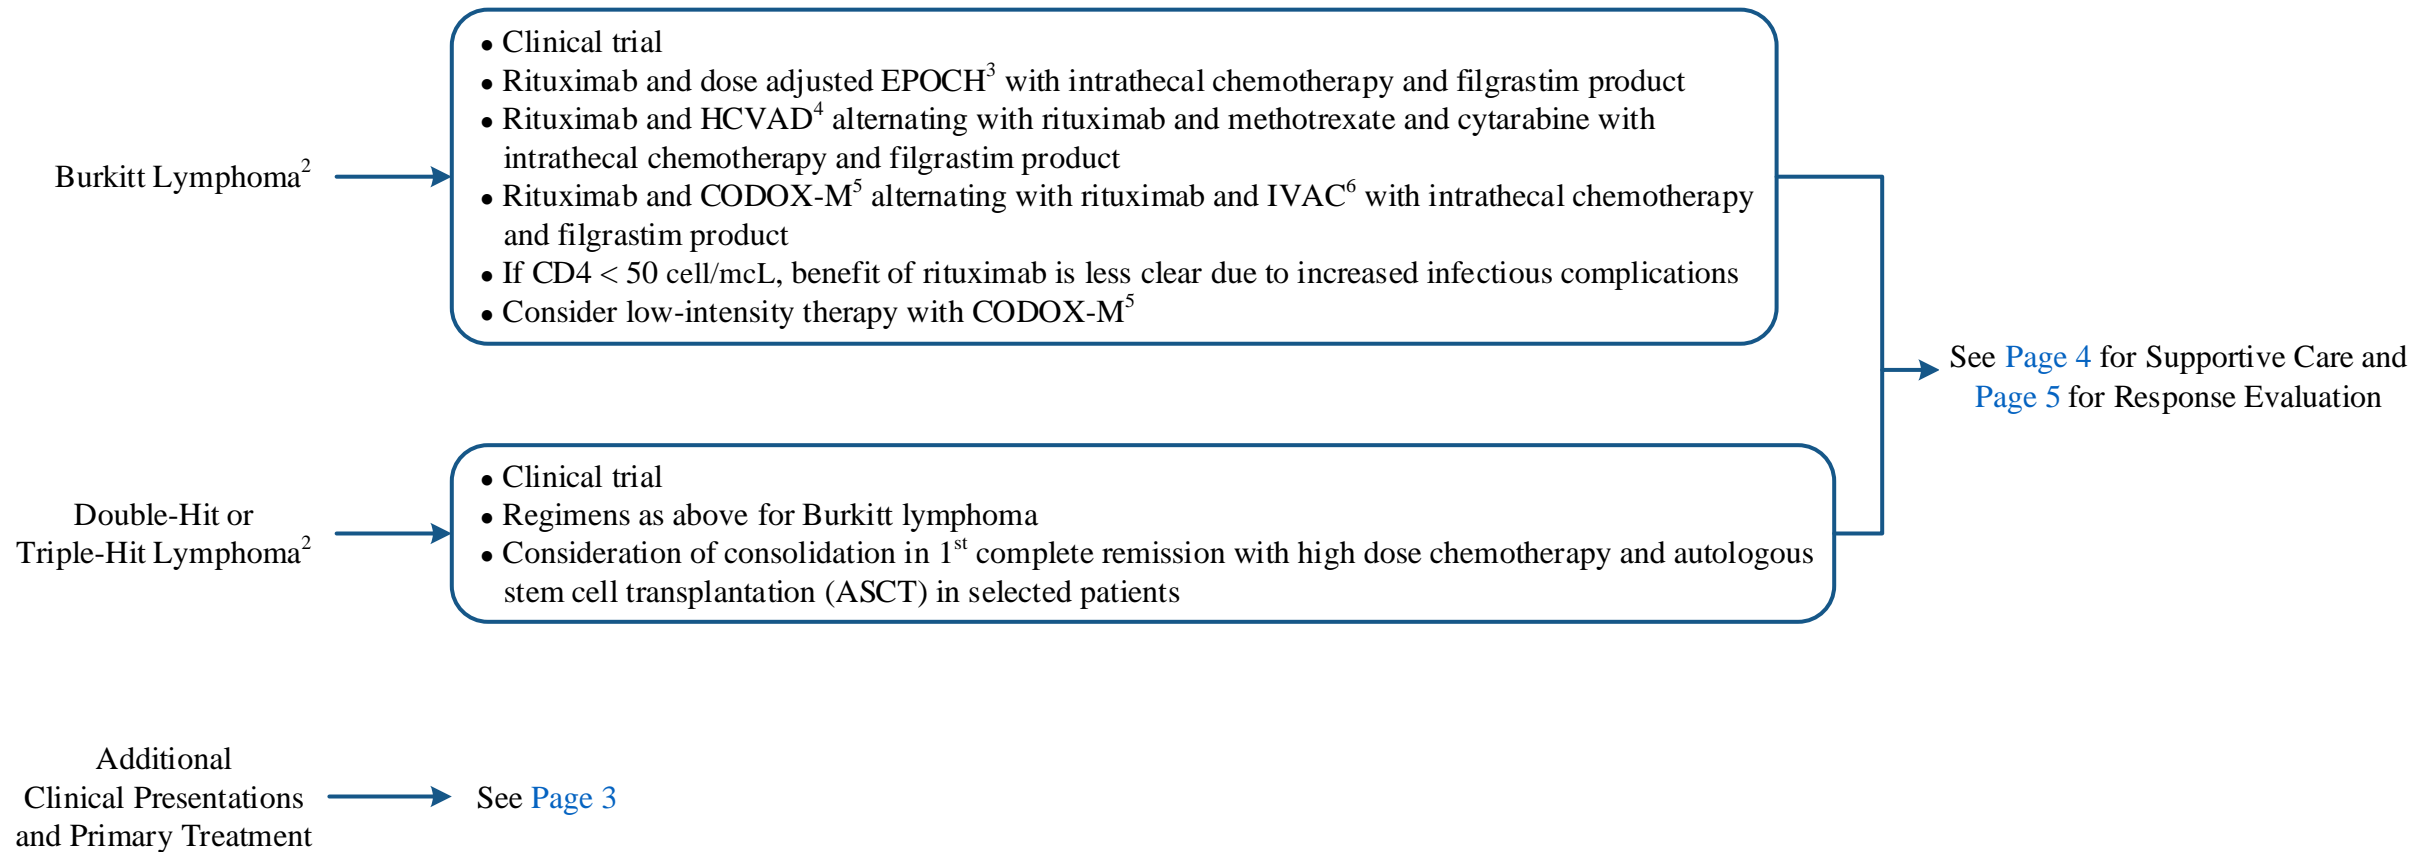 • Clinical trial
• Rituximab and dose adjusted EPOCH3 with intrathecal chemotherapy and filgrastim product
• Rituximab and HCVAD4 alternating with rituximab and methotrexate and cytarabine with
intrathecal chemotherapy and filgrastim product
Burkitt Lymphoma2
• Rituximab and CODOX-M5 alternating with rituximab and IVAC6 with intrathecal chemotherapy
and filgrastim product
• If CD4 < 50 cell/mcL, benefit of rituximab is less clear due to increased infectious complications
• Consider low-intensity therapy with CODOX-M5
See Page 4 for Supportive Care and
Page 5 for Response Evaluation
Double-Hit or
Triple-Hit Lymphoma2
• Clinical trial
• Regimens as above for Burkitt lymphoma
• Consideration of consolidation in 1st complete remission with high dose chemotherapy and autologous
stem cell transplantation (ASCT) in selected patients
Additional
Clinical Presentations
and Primary Treatment
See Page 3